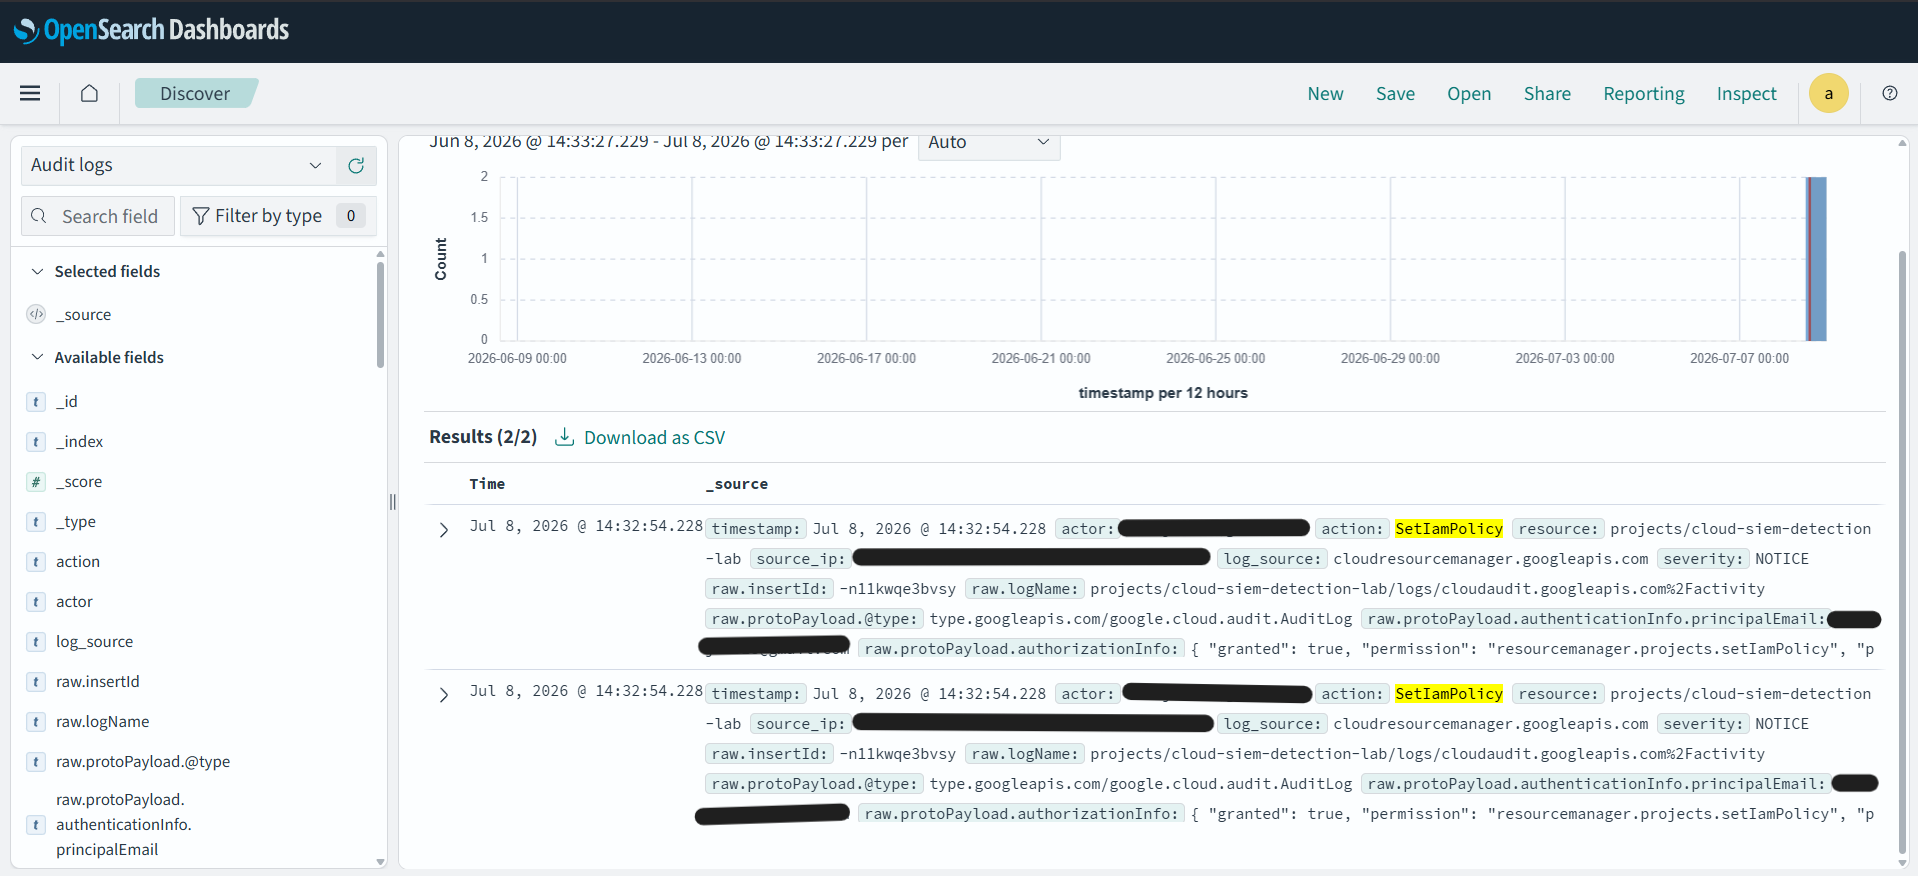 OpenSearch Dashboards
Discover
New Save Open Share Reporting Inspect a
Audit logs
Search field
Filter by type 0
Selected fields
_source
Available fields
_id
_index
_score
_type
action
actor
log_source
raw.insertId
raw.logName
raw.protoPayload.@type
raw.protoPayload.
authenticationInfo.
principalEmail
Jun 8, 2026 @ 14:33:27.229 - Jul 8, 2026 @ 14:33:27.229 per Auto
Count
2
1.5
1
0.5
0
2026-06-09 00:00 2026-06-13 00:00 2026-06-17 00:00 2026-06-21 00:00 2026-06-25 00:00 2026-06-29 00:00 2026-07-03 00:00 2026-07-07 00:00
timestamp per 12 hours
Results (2/2) Download as CSV
Time _source
Jul 8, 2026 @ 14:32:54.228 timestamp: Jul 8, 2026 @ 14:32:54.228 actor: action: SetIamPolicy resource: projects/cloud-siem-detection
-lab source_ip: log_source: cloudresourcemanager.googleapis.com severity: NOTICE
raw.insertId: -n11kwqe3bvsy raw.logName: projects/cloud-siem-detection-lab/logs/cloudaudit.googleapis.com%2Factivity
raw.protoPayload.@type: type.googleapis.com/google.cloud.audit.AuditLog raw.protoPayload.authenticationInfo.principalEmail:
raw.protoPayload.authorizationInfo: { "granted": true, "permission": "resourcemanager.projects.setIamPolicy", "p
Jul 8, 2026 @ 14:32:54.228 timestamp: Jul 8, 2026 @ 14:32:54.228 actor: action: SetIamPolicy resource: projects/cloud-siem-detection
-lab source_ip: log_source: cloudresourcemanager.googleapis.com severity: NOTICE
raw.insertId: -n11kwqe3bvsy raw.logName: projects/cloud-siem-detection-lab/logs/cloudaudit.googleapis.com%2Factivity
raw.protoPayload.@type: type.googleapis.com/google.cloud.audit.AuditLog raw.protoPayload.authenticationInfo.principalEmail:
raw.protoPayload.authorizationInfo: { "granted": true, "permission": "resourcemanager.projects.setIamPolicy", "p